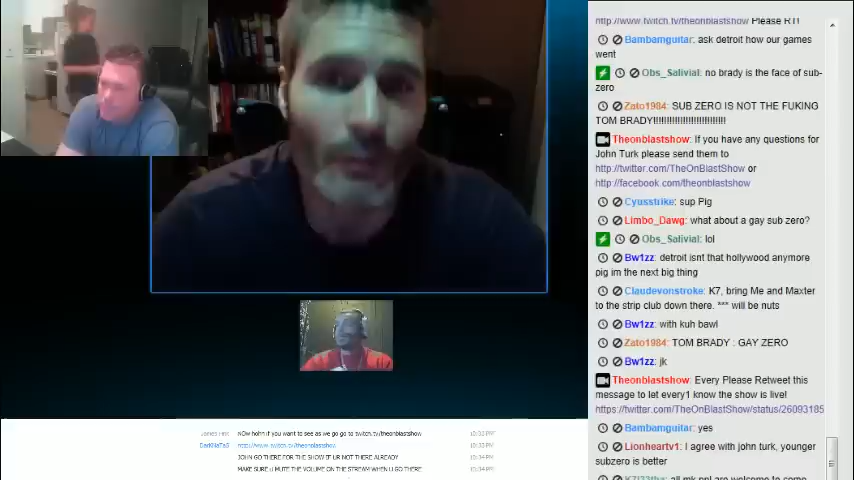 http://www.twitch.tv/theonblastshow Please RT!
Bambamguitar: ask detroit how our games
went
Obs_Salivial: no brady is the face of sub-
zero
Zato1984: SUB ZERO IS NOT THE FUKING
TOM BRADY!!!!!!!!!!!!!!!!!!!!!!!!!!
Theonblastshow: If you have any questions for
John Turk please send them to
http://twitter.com/TheOnBlastShow or
http://facebook.com/theonblastshow
Cyusstrike: sup Pig
Limbo_Dawg: what about a gay sub zero?
Obs_Salivial: lol
Bw1zz: detroit isnt that hollywood anymore
pig im the next big thing
Claudevonstroke: K7, bring Me and Maxter
to the strip club down there. *** will be nuts
Bw1zz: with kuh bawl
Zato1984: TOM BRADY : GAY ZERO
Bw1zz: jk
Theonblastshow: Every Please Retweet this
message to let every1 know the show is live!
https://twitter.com/TheOnBlastShow/status/26093185
Bambamguitar: yes
Lionheartv1: I agree with john turk, younger
subzero is better
all mk ppl are welcome to come
NOw hohn if you want to see as we go go to twitch.tv/theonblastshow
http://www.twitch.tv/theonblastshow
JOHN GO THERE FOR THE SHOW IF UR NOT THERE ALREADY
MAKE SURE U MUTE THE VOLUME ON THE STREAM WHEN U GO THERE